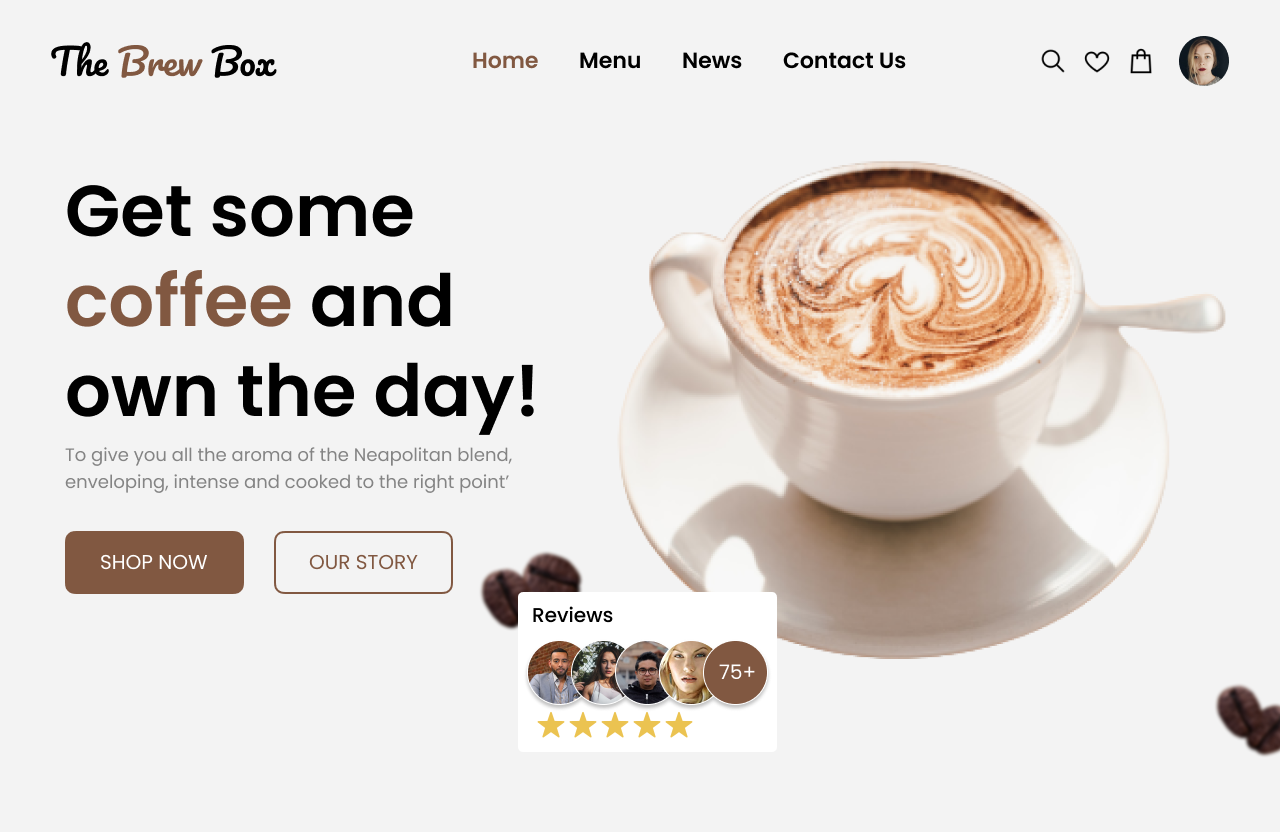 The Brew Box
Home Menu News Contact Us
Get some
coffee and
own the day!
To give you all the aroma of the Neapolitan blend,
enveloping, intense and cooked to the right point’
SHOP NOW
OUR STORY
Reviews
75+